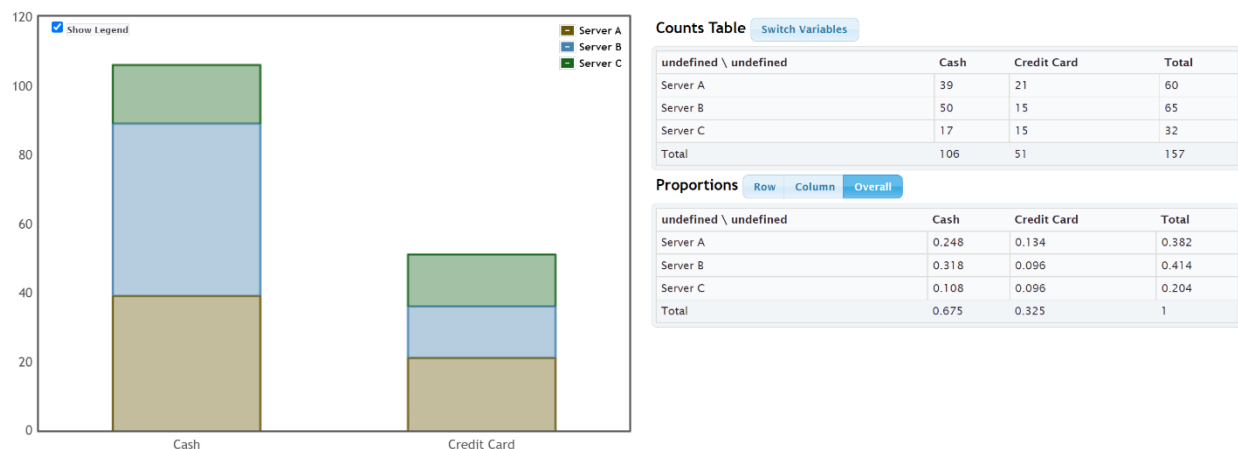 120
100
80
60
40
20
0
Show Legend
Server A
Server B
Server C
Cash
Credit Card
Counts Table Switch Variables
undefined \ undefined Cash Credit Card Total
Server A 39 21 60
Server B 50 15 65
Server C 17 15 32
Total 106 51 157
Proportions Row Column Overall
undefined \ undefined Cash Credit Card Total
Server A 0.248 0.134 0.382
Server B 0.318 0.096 0.414
Server C 0.108 0.096 0.204
Total 0.675 0.325 1